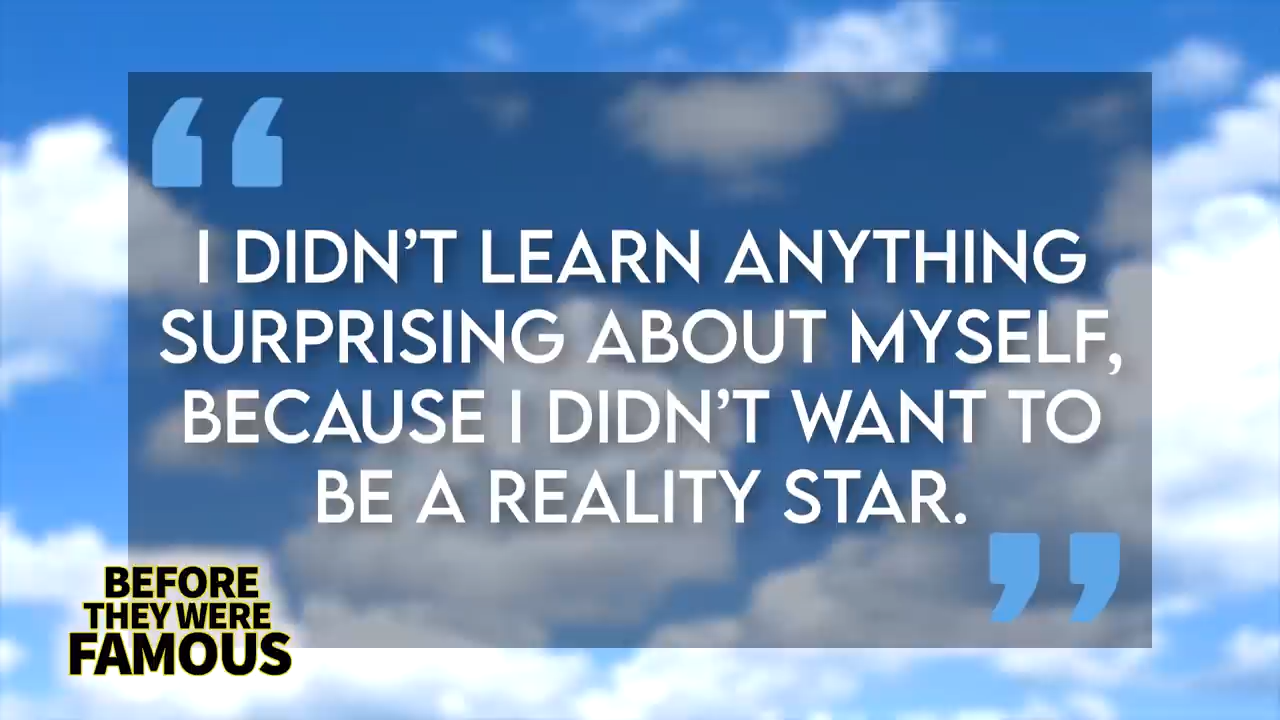 “
I DIDN’T LEARN ANYTHING
SURPRISING ABOUT MYSELF,
BECAUSE I DIDN’T WANT TO
BE A REALITY STAR.
”
BEFORE
THEY WERE
FAMOUS